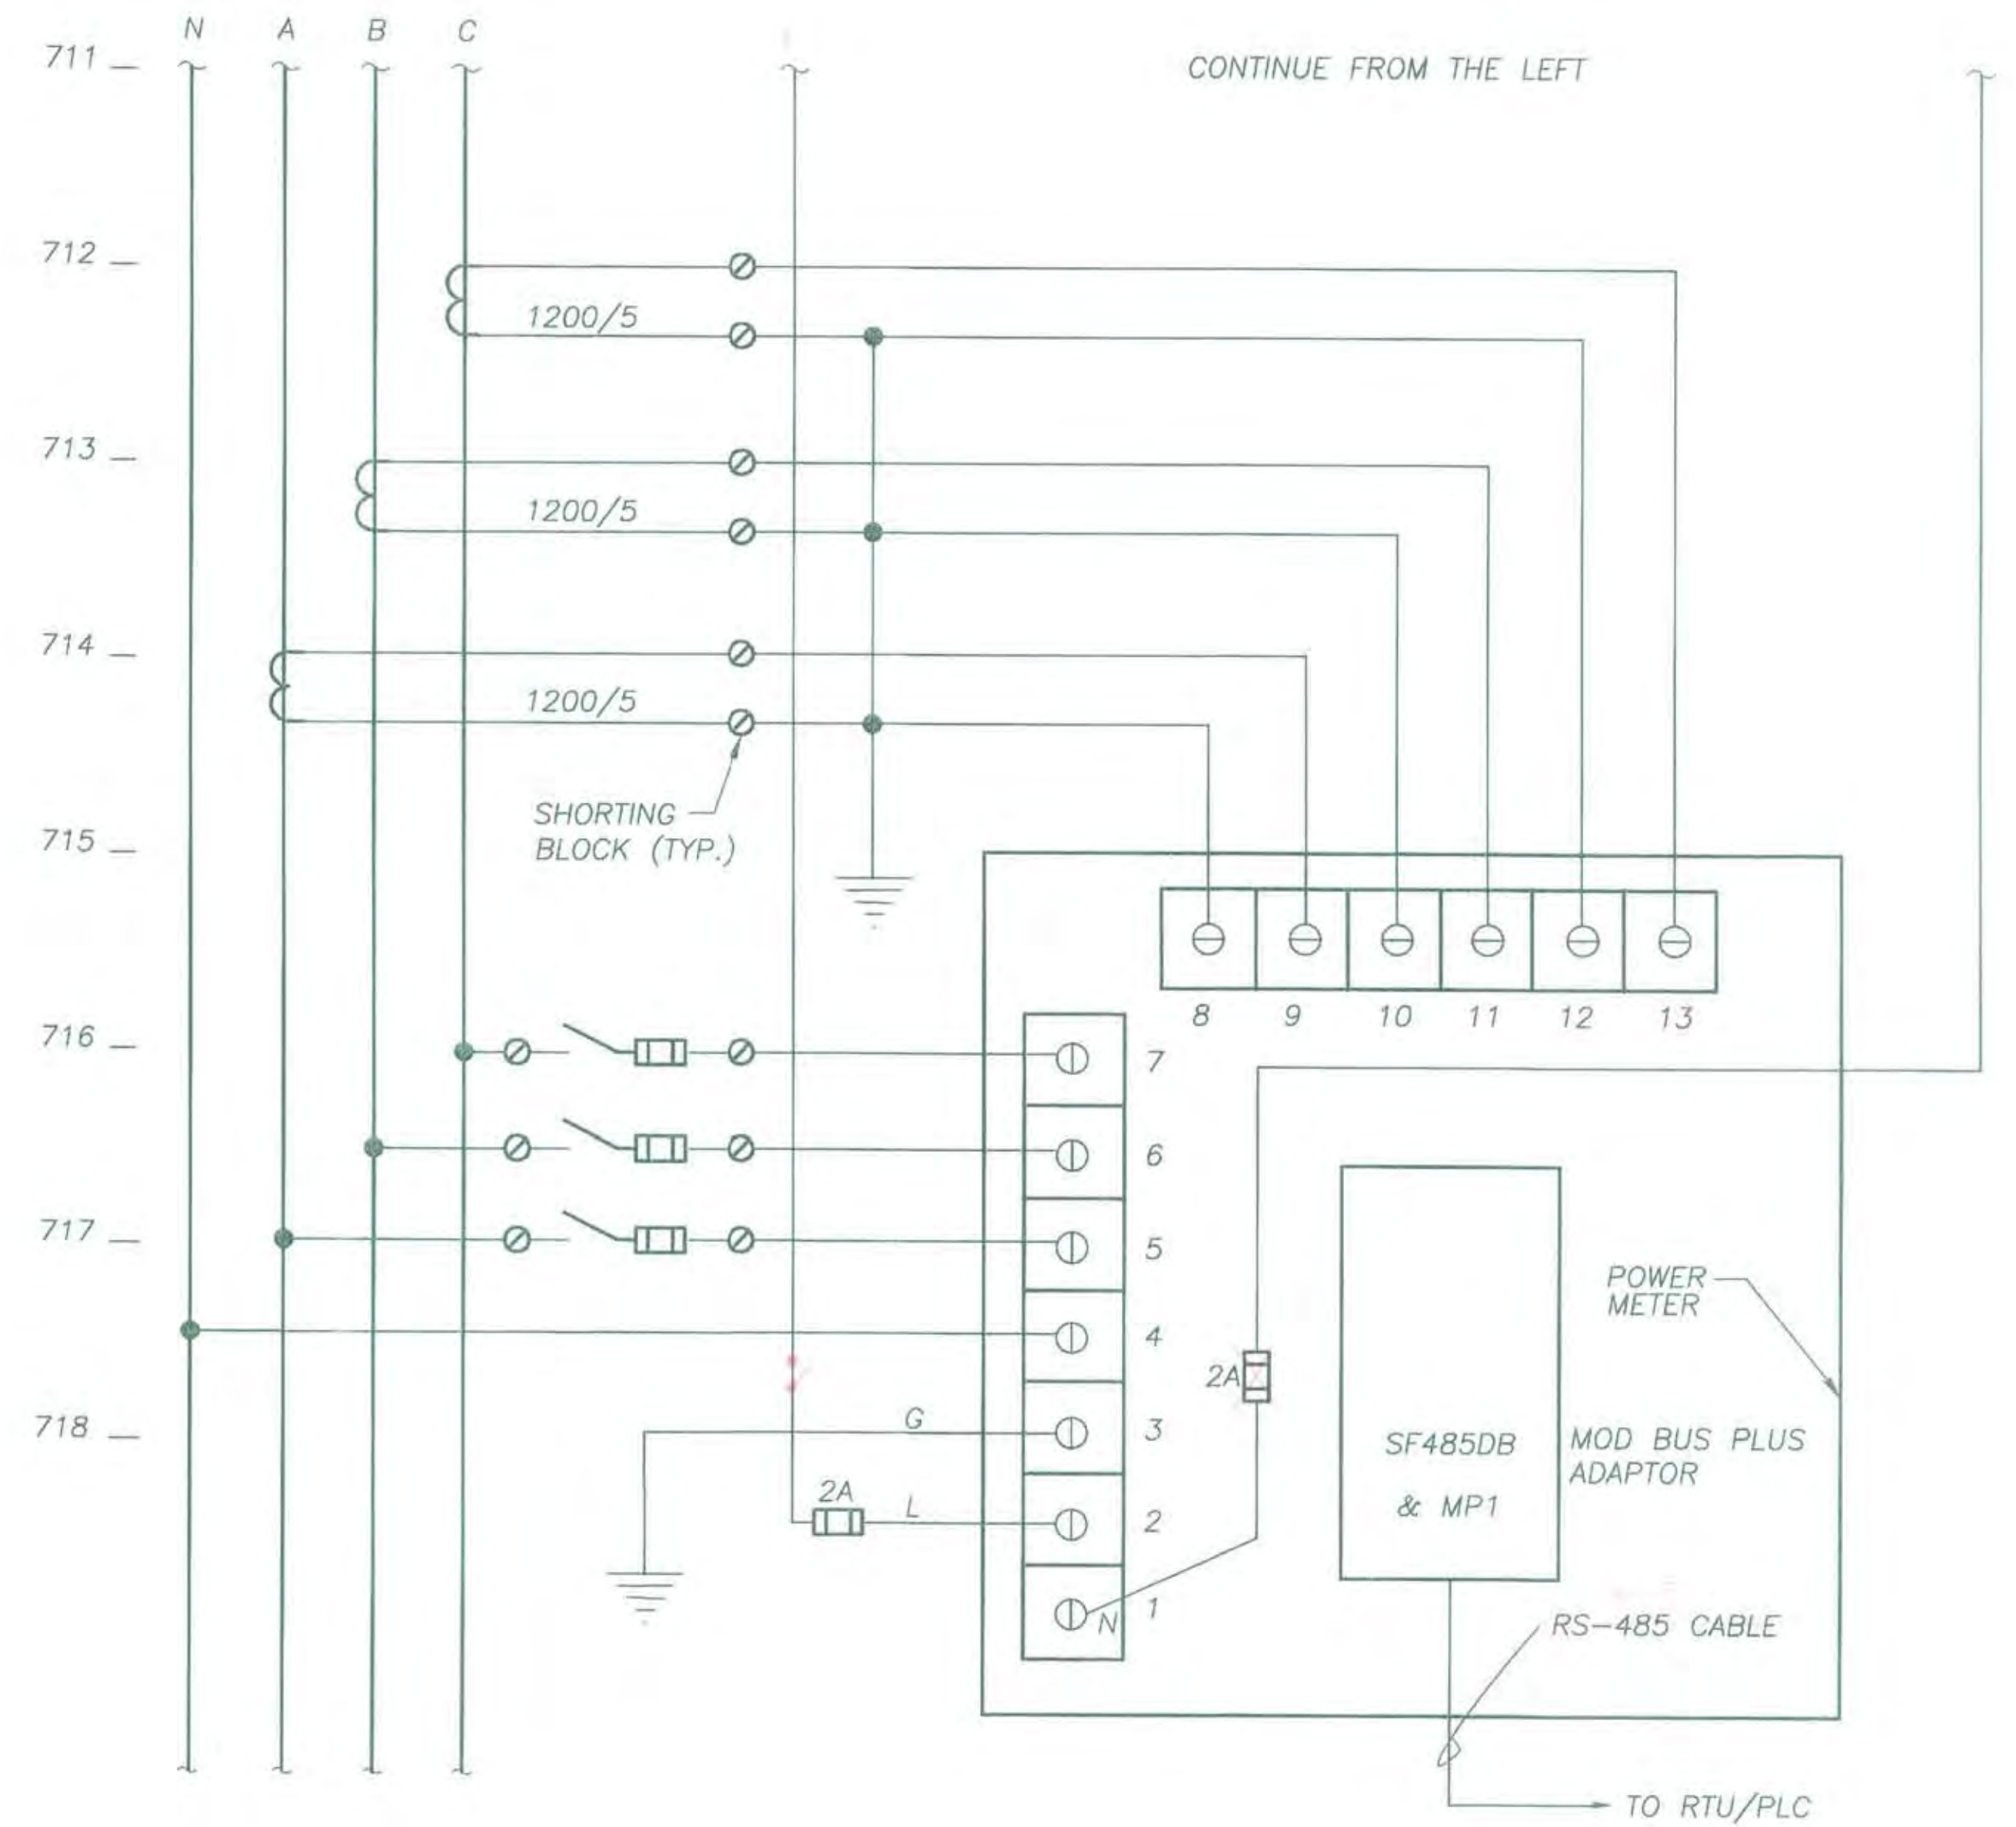 N A B C
711
CONTINUE FROM THE LEFT
712
1200/5
713
1200/5
714
1200/5
SHORTING
BLOCK (TYP.)
715
8 9 10 11 12 13
716
7
6
717
5
POWER
METER
4
2A
718
G
3
SF485DB
& MP1
MOD BUS PLUS
ADAPTOR
2A
L
2
N
1
RS-485 CABLE
TO RTU/PLC